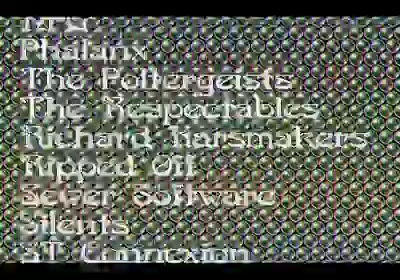 Phalanx
The Poltergeists
The Respectables
Richard Karsmakers
Ripped Off
Sewer Software
Silents
ST Connexion